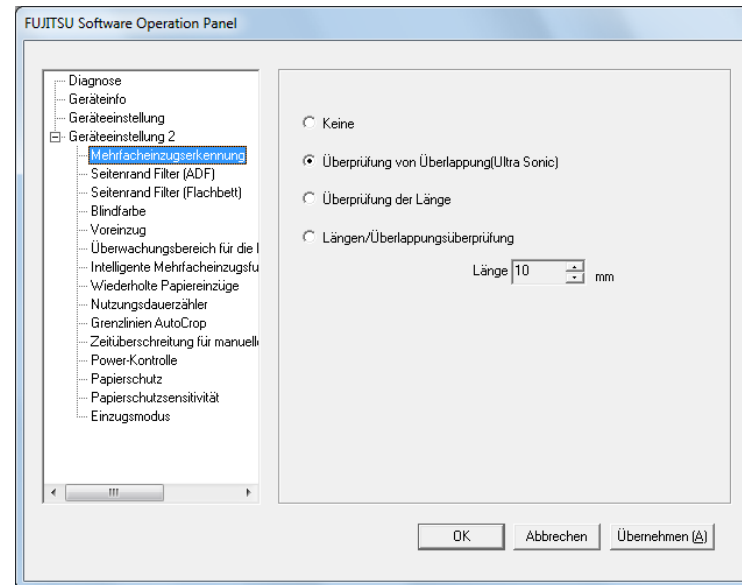 FUJITSU Software Operation Panel
Diagnose
Geräteinfo
Geräteeinstellung
Geräteeinstellung 2
Mehrfacheinzugserkennung
Seitenrand Filter (ADF)
Seitenrand Filter (Flachbett)
Blindfarbe
Voreinzug
Überwachungsbereich für die
Intelligente Mehrfacheinzugsfu
Wiederholte Papiereinzüge
Nutzungsdauerzähler
Grenzlinien AutoCrop
Zeitüberschreitung für manuell
Power-Kontrolle
Papierschutz
Papierschutzsensitivität
Einzugsmodus
Keine
Überprüfung von Überlappung(Ultra Sonic)
Überprüfung der Länge
Längen/Überlappungsüberprüfung
Länge 10 mm
OK Abbrechen Übernehmen (A)